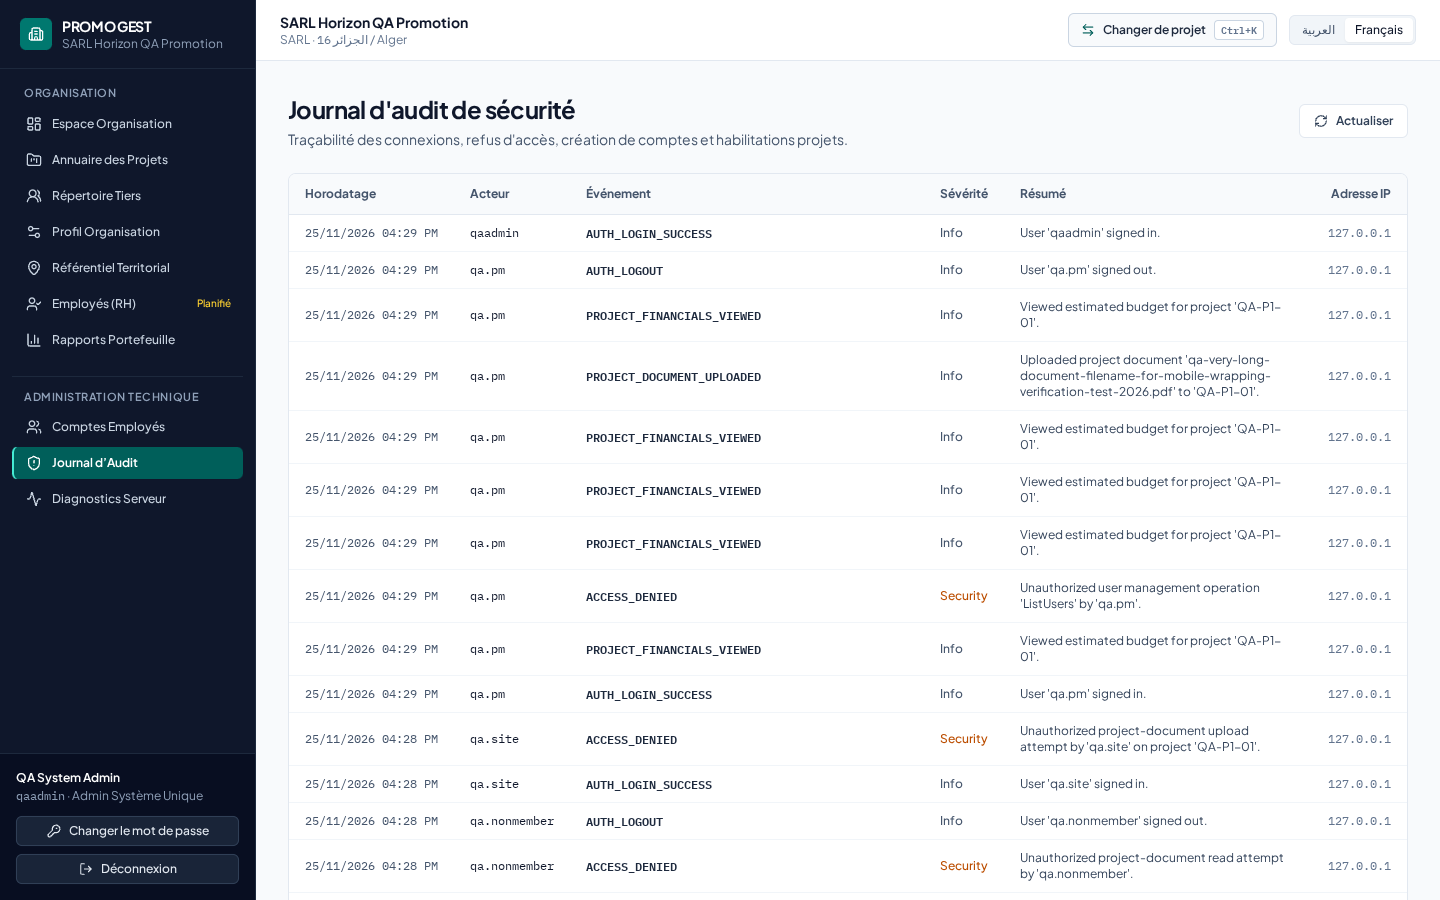 PROMOGEST
SARL Horizon QA Promotion
ORGANISATION
Espace Organisation
Annuaire des Projets
Répertoire Tiers
Profil Organisation
Référentiel Territorial
Employés (RH) Planifié
Rapports Portefeuille
ADMINISTRATION TECHNIQUE
Comptes Employés
Journal d'Audit
Diagnostics Serveur
QA System Admin
qaadmin · Admin Système Unique
Changer le mot de passe
Déconnexion
SARL Horizon QA Promotion
SARL · 16 الجزائر / Alger
Changer de projet Ctrl+K
العربية Français
Journal d'audit de sécurité
Traçabilité des connexions, refus d'accès, création de comptes et habilitations projets.
Actualiser
Horodatage Acteur Événement Sévérité Résumé Adresse IP
25/11/2026 04:29 PM qaadmin AUTH_LOGIN_SUCCESS Info User 'qaadmin' signed in. 127.0.0.1
25/11/2026 04:29 PM qa.pm AUTH_LOGOUT Info User 'qa.pm' signed out. 127.0.0.1
25/11/2026 04:29 PM qa.pm PROJECT_FINANCIALS_VIEWED Info Viewed estimated budget for project 'QA-P1-
01'. 127.0.0.1
25/11/2026 04:29 PM qa.pm PROJECT_DOCUMENT_UPLOADED Info Uploaded project document 'qa-very-long-
document-filename-for-mobile-wrapping-
verification-test-2026.pdf' to 'QA-P1-01'. 127.0.0.1
25/11/2026 04:29 PM qa.pm PROJECT_FINANCIALS_VIEWED Info Viewed estimated budget for project 'QA-P1-
01'. 127.0.0.1
25/11/2026 04:29 PM qa.pm PROJECT_FINANCIALS_VIEWED Info Viewed estimated budget for project 'QA-P1-
01'. 127.0.0.1
25/11/2026 04:29 PM qa.pm PROJECT_FINANCIALS_VIEWED Info Viewed estimated budget for project 'QA-P1-
01'. 127.0.0.1
25/11/2026 04:29 PM qa.pm ACCESS_DENIED Security Unauthorized user management operation
'ListUsers' by 'qa.pm'. 127.0.0.1
25/11/2026 04:29 PM qa.pm PROJECT_FINANCIALS_VIEWED Info Viewed estimated budget for project 'QA-P1-
01'. 127.0.0.1
25/11/2026 04:29 PM qa.pm AUTH_LOGIN_SUCCESS Info User 'qa.pm' signed in. 127.0.0.1
25/11/2026 04:28 PM qa.site ACCESS_DENIED Security Unauthorized project-document upload
attempt by 'qa.site' on project 'QA-P1-01'. 127.0.0.1
25/11/2026 04:28 PM qa.site AUTH_LOGIN_SUCCESS Info User 'qa.site' signed in. 127.0.0.1
25/11/2026 04:28 PM qa.nonmember AUTH_LOGOUT Info User 'qa.nonmember' signed out. 127.0.0.1
25/11/2026 04:28 PM qa.nonmember ACCESS_DENIED Security Unauthorized project-document read attempt
by 'qa.nonmember'. 127.0.0.1